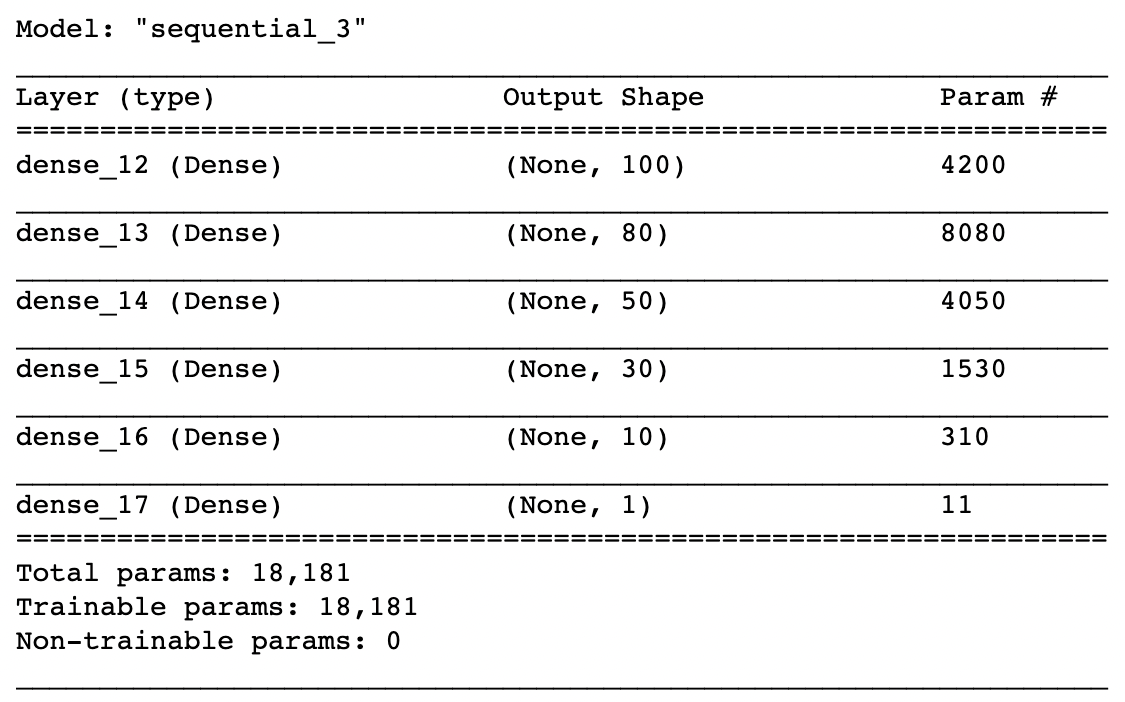 Model: "sequential_3"
Layer (type) Output Shape Param #
dense_12 (Dense) (None, 100) 4200
dense_13 (Dense) (None, 80) 8080
dense_14 (Dense) (None, 50) 4050
dense_15 (Dense) (None, 30) 1530
dense_16 (Dense) (None, 10) 310
dense_17 (Dense) (None, 1) 11
Total params: 18,181
Trainable params: 18,181
Non-trainable params: 0